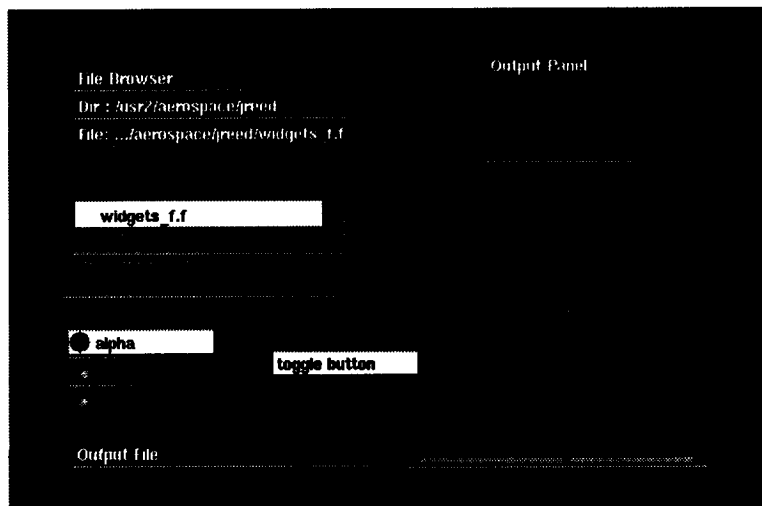 File Browser
Dir : /usr2/aerospace/jreed
File: .../aerospace/jreed/widgets_f.f
widgets_f.f
alpha
toggle button
Output File
Output Panel